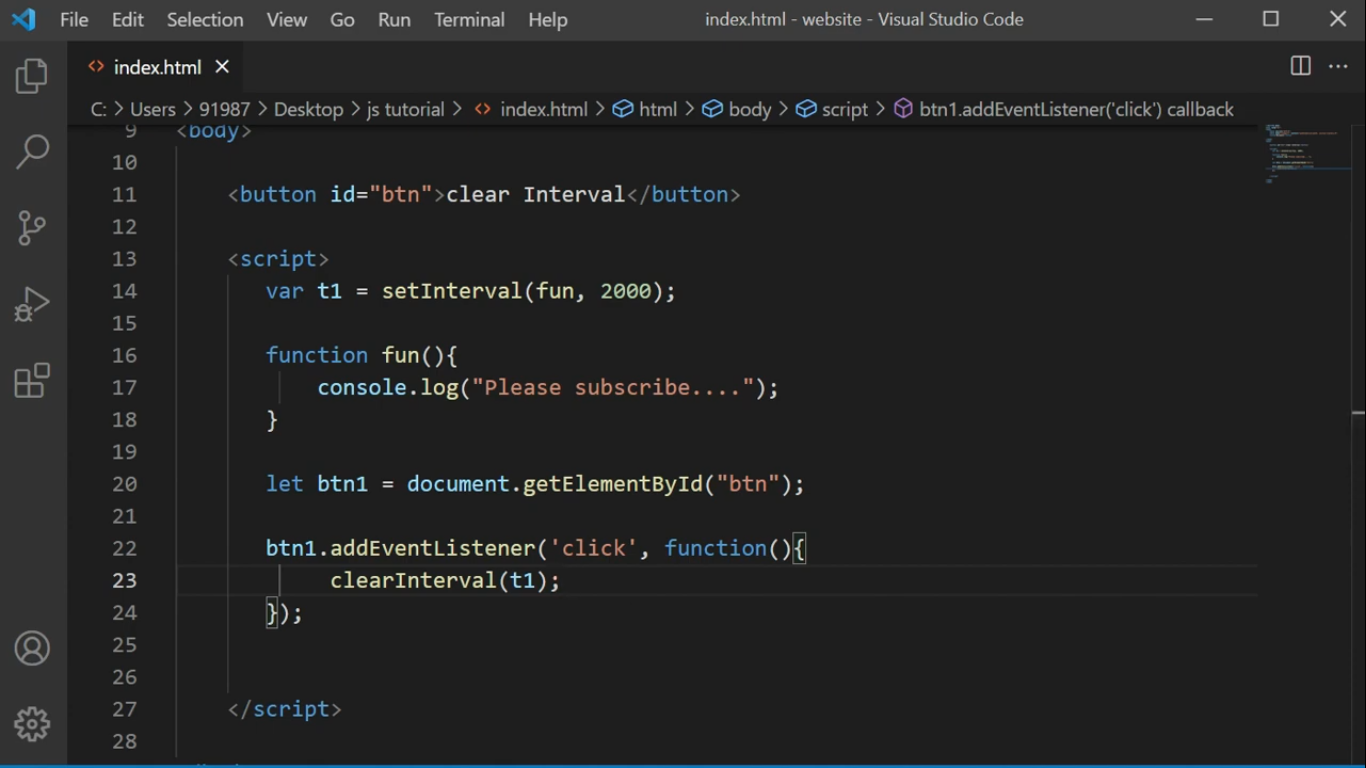 File Edit Selection View Go Run Terminal Help index.html - website - Visual Studio Code
index.html
C: > Users > 91987 > Desktop > js tutorial > index.html > html > body > script > btn1.addEventListener('click') callback
9 <body>
10
11 <button id="btn">clear Interval</button>
12
13 <script>
14 var t1 = setInterval(fun, 2000);
15
16 function fun(){
17 console.log("Please subscribe....");
18 }
19
20 let btn1 = document.getElementById("btn");
21
22 btn1.addEventListener('click', function(){
23 clearInterval(t1);
24 });
25
26
27 </script>
28